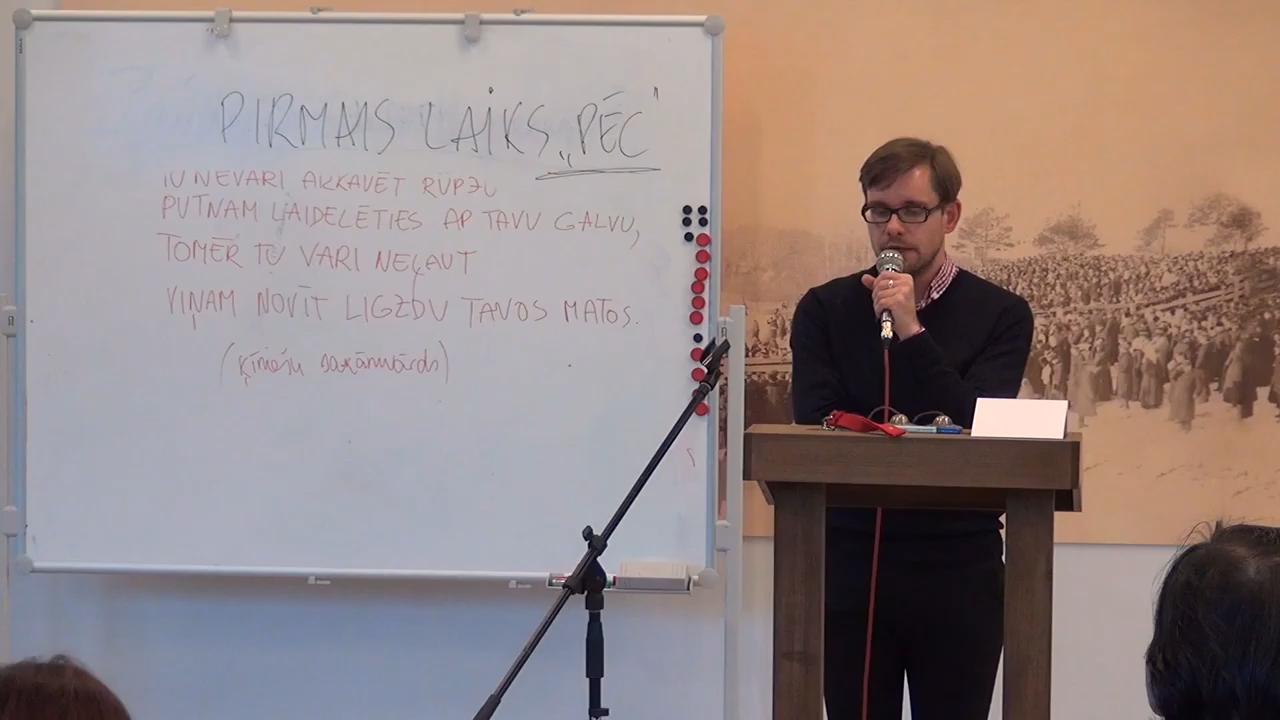 PIRMAIS LAIKS „PĒC"
TU NEVARI AIZKAVĒT RŪPJU
PUTNAM ĻAIDELĒTIES AP TAVU GALVU,
TOMĒR TU VARI NEĻAUT
VIŅAM NOVĪT LIGZDU TAVOS MATOS.
(ķīniešu sakāmvārds)